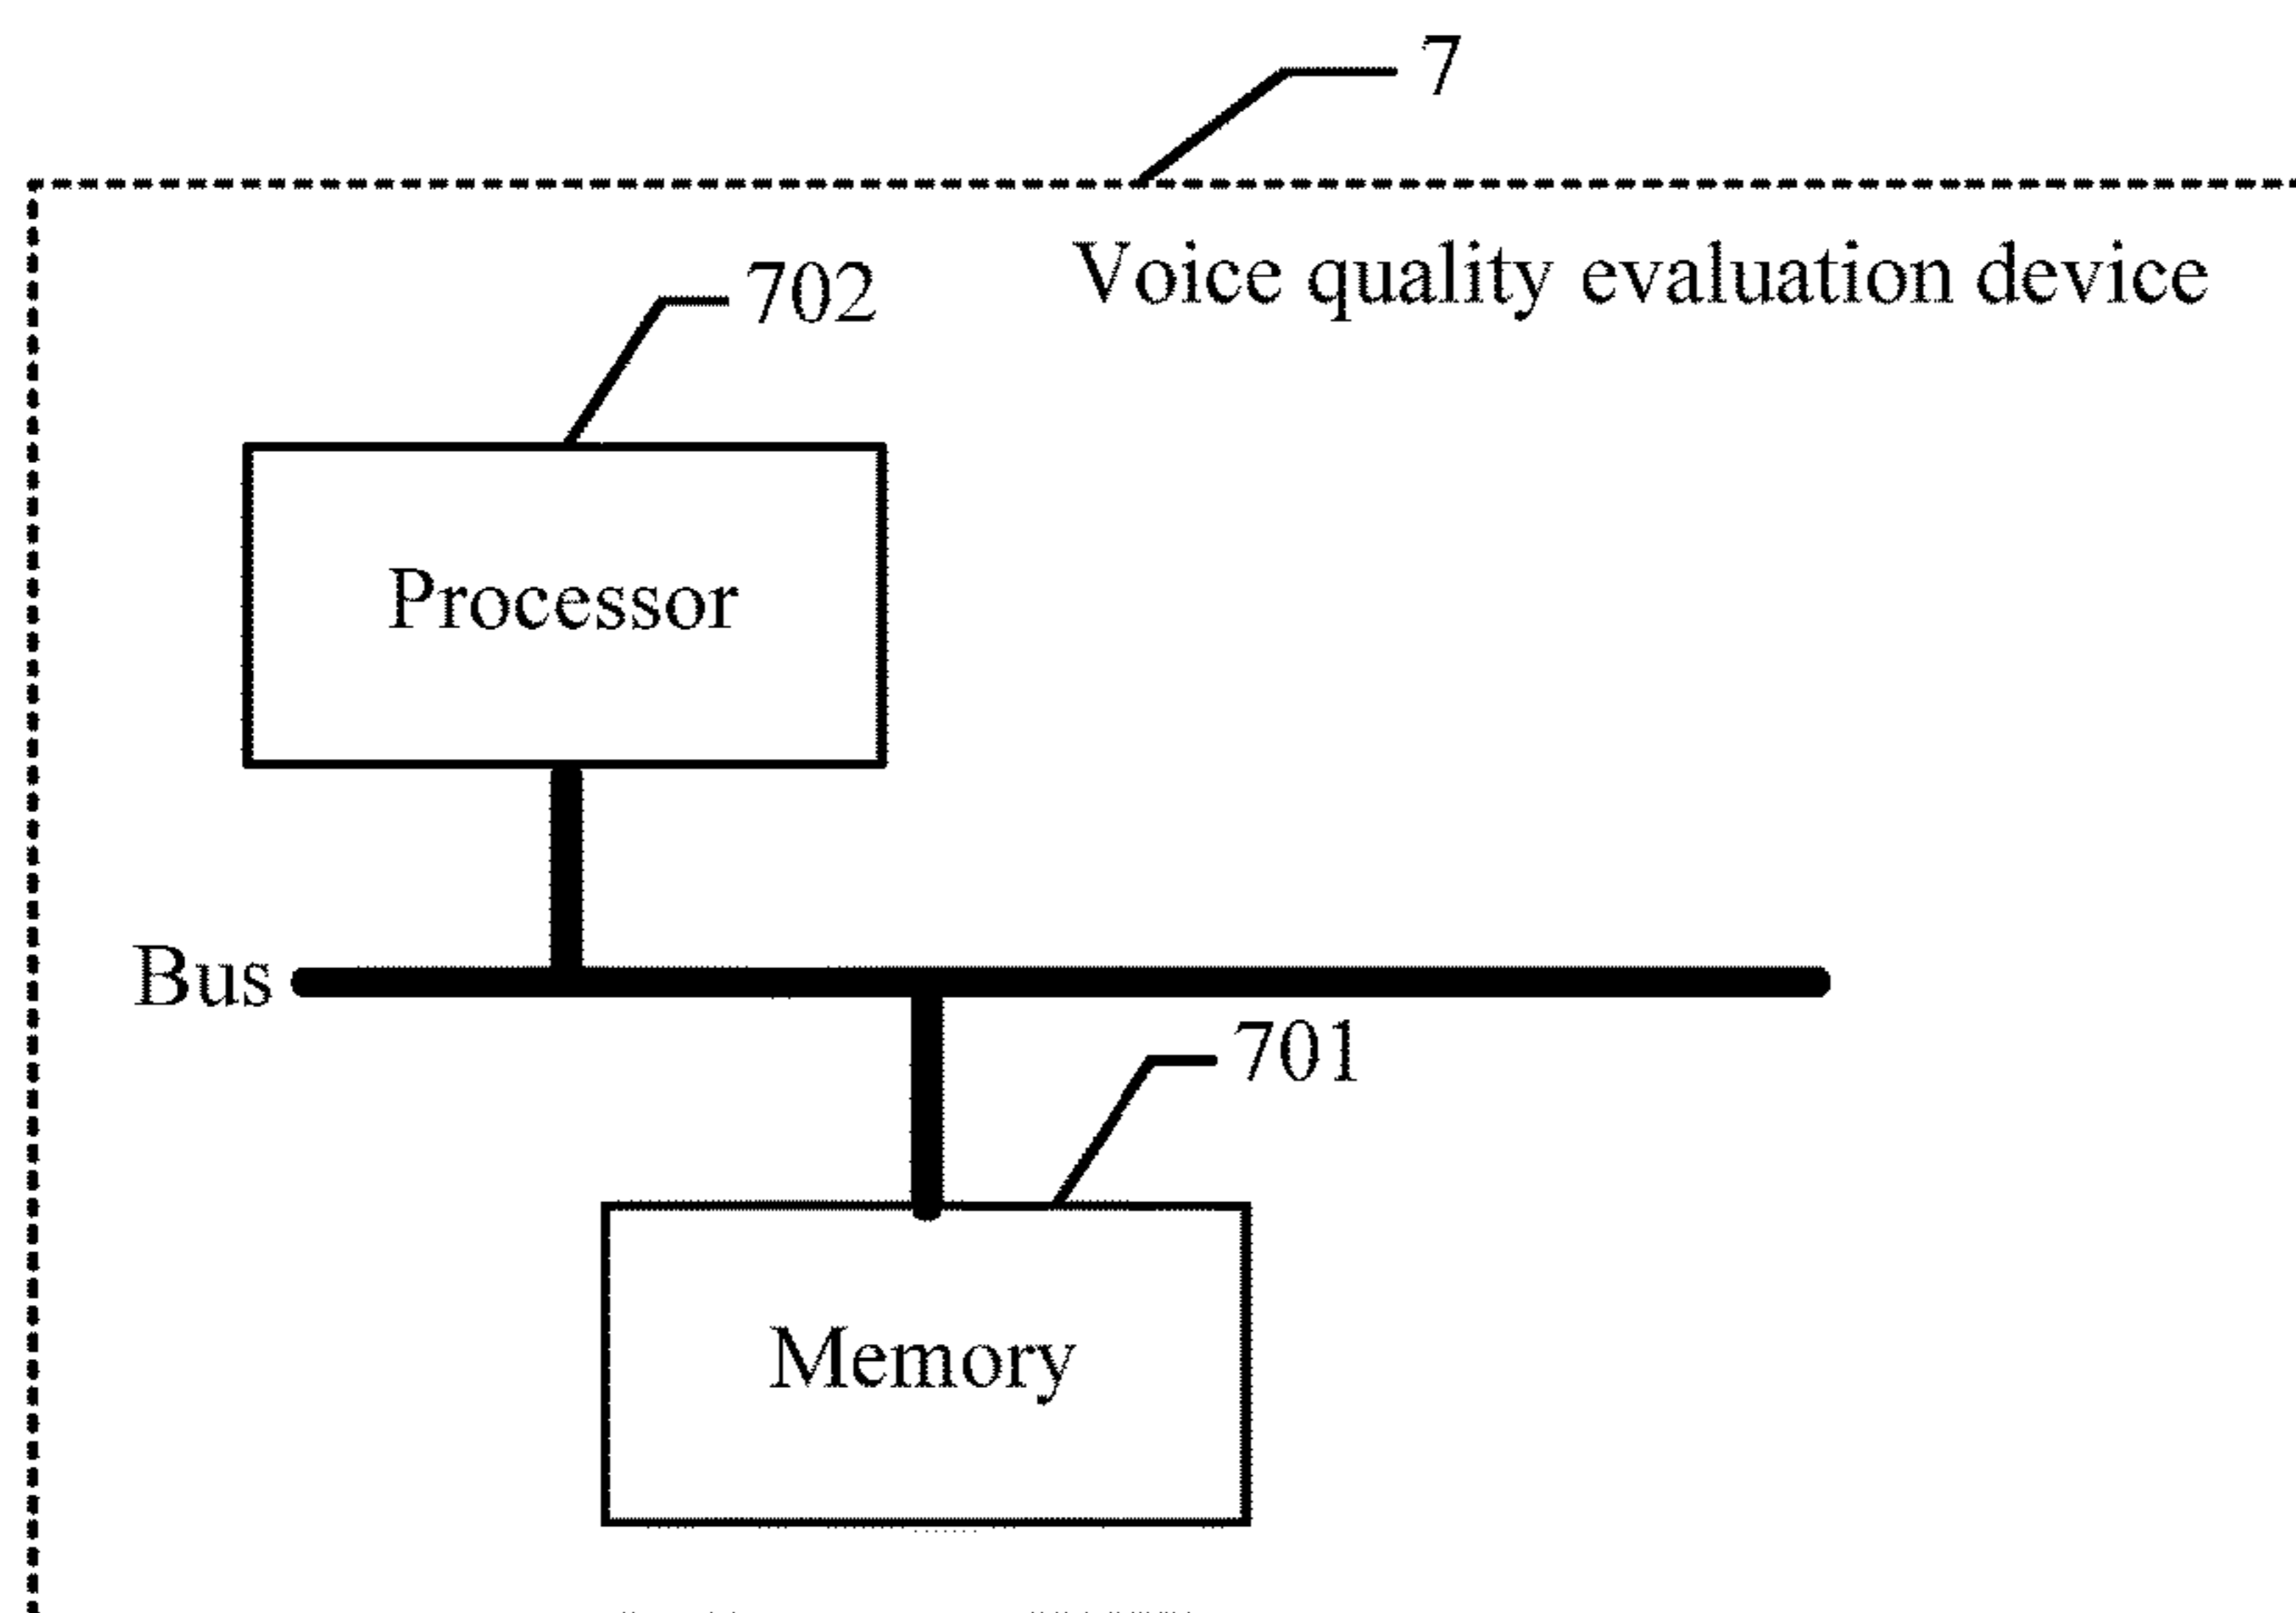 7
Voice quality evaluation device
702
Processor
Bus
701
Memory